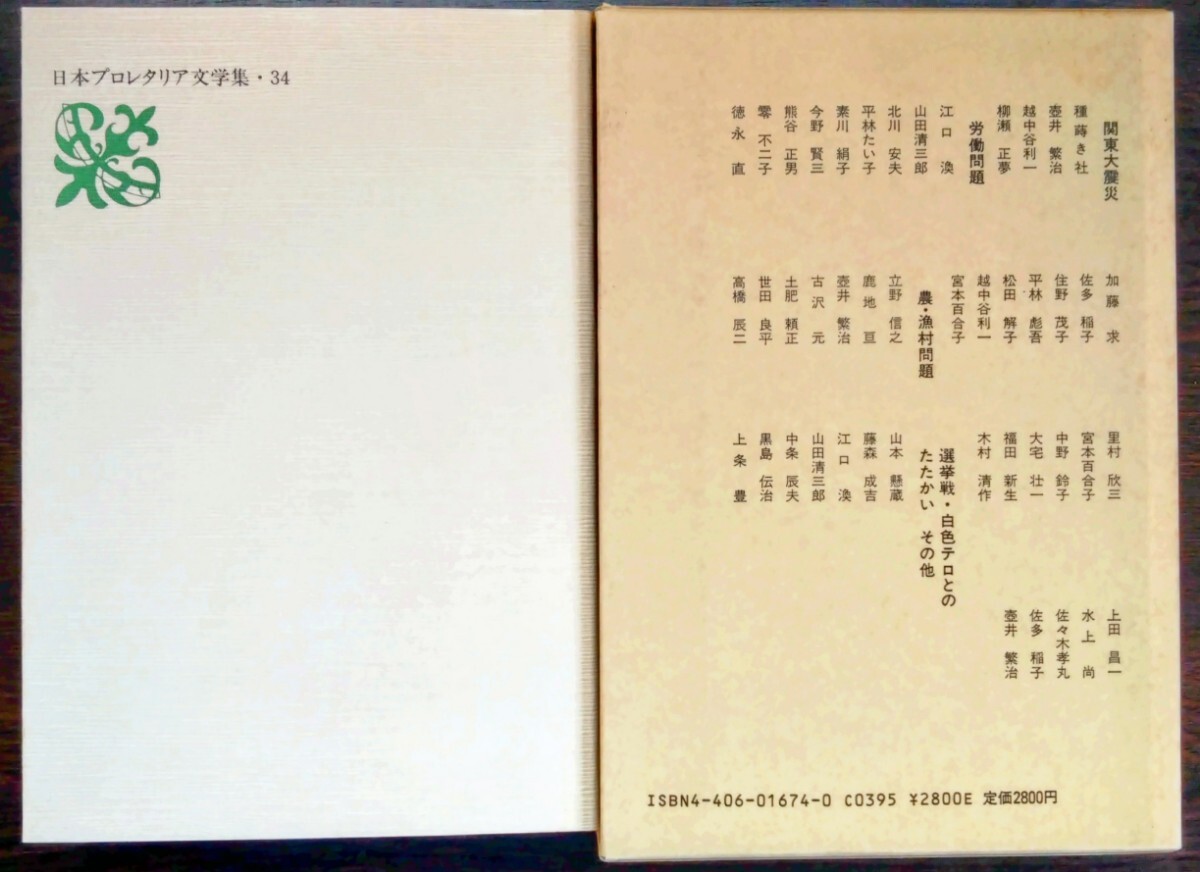 日本プロレタリア文学集・34
関東大震災
種蒔き社
壺井 繁治
越中谷利一
柳瀬 正夢
労働問題
江口 渙
山田清三郎
北川 安夫
平林たい子
素川 絹子
今野 賢三
熊谷 正男
零 不二子
徳永 直
加藤 求
佐多 稲子
住野 茂子
平林 彪吾
松田 解子
越中谷利一
宮本百合子
農・漁村問題
立野 信之
鹿地 亘
壺井 繁治
古沢 元
土肥 頼正
世田 良平
高橋 辰二
里村 欣三
宮本百合子
中野 鈴子
大宅 壮一
福田 新生
木村 清作
選挙戦・白色テロとの
たたかい その他
山本 懸蔵
藤森 成吉
江口 渙
山田清三郎
中条 辰夫
黒島 伝治
上条 豊
上田 昌一
水上 尚
佐々木孝丸
佐多 稲子
壺井 繁治
ISBN4-406-01674-0 C0395 ¥2800E 定価2800円